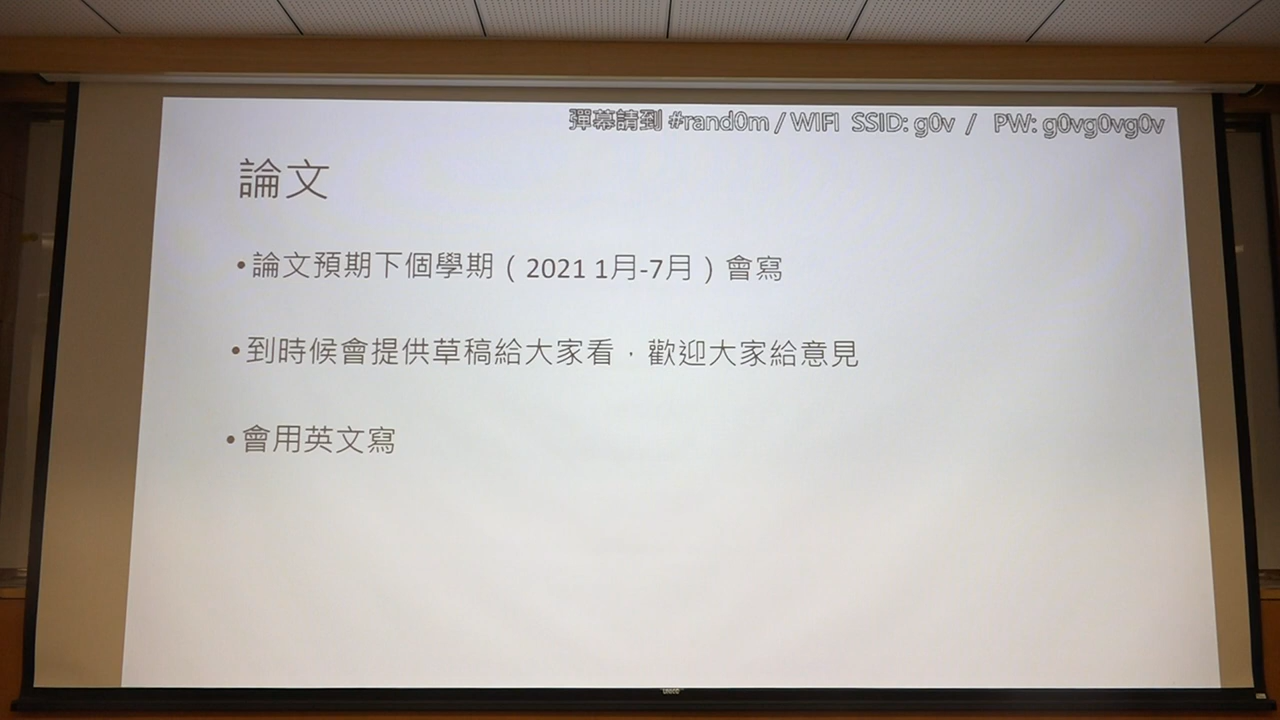 彈幕請到 #rand0m / WIFI SSID: g0v / PW: g0vg0vg0v
論文
•論文預期下個學期（2021 1月-7月）會寫
•到時候會提供草稿給大家看，歡迎大家給意見
•會用英文寫